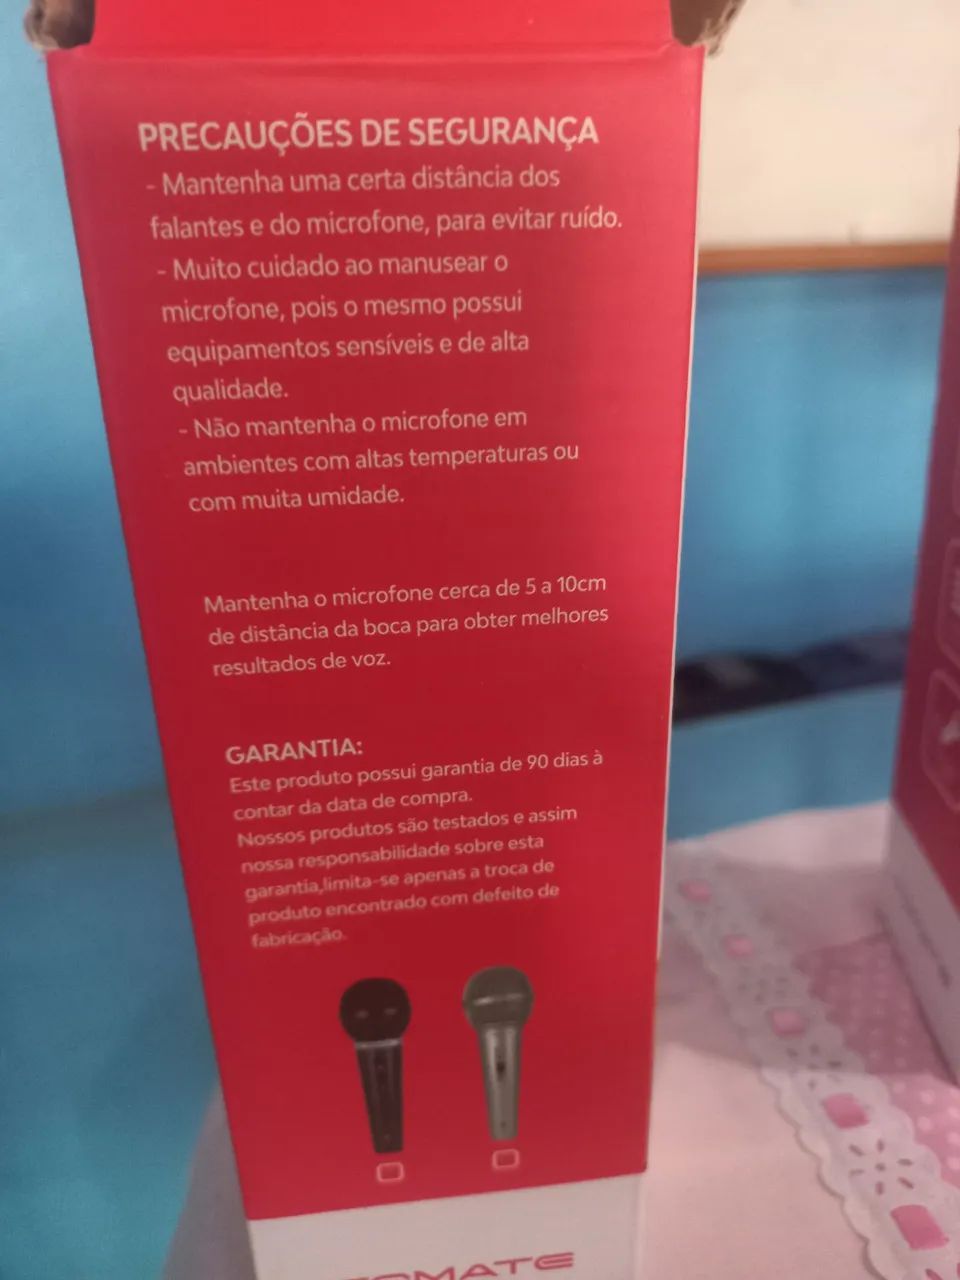 PRECAUÇÕES DE SEGURANÇA
- Mantenha uma certa distância dos
falantes e do microfone, para evitar ruído.
- Muito cuidado ao manusear o
microfone, pois o mesmo possui
equipamentos sensíveis e de alta
qualidade.
- Não mantenha o microfone em
ambientes com altas temperaturas ou
com muita umidade.
Mantenha o microfone cerca de 5 a 10cm
de distância da boca para obter melhores
resultados de voz.
GARANTIA:
Este produto possui garantia de 90 dias à
contar da data de compra.
Nossos produtos são testados e assim
nossa responsabilidade sobre esta
garantia,limita-se apenas a troca de
produto encontrado com defeito de
fabricação.